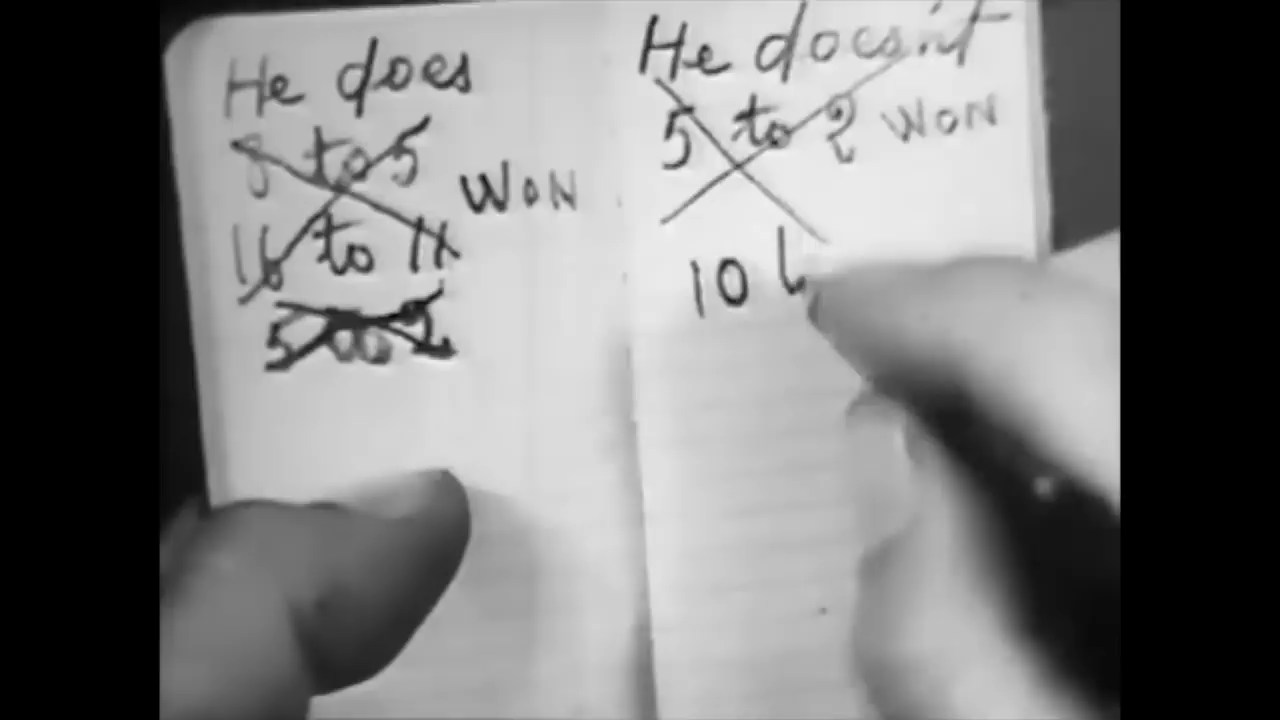 He does
8 to 5
WON
16 to 11
5 to 2
He doesn't
5 to 2 WON
10